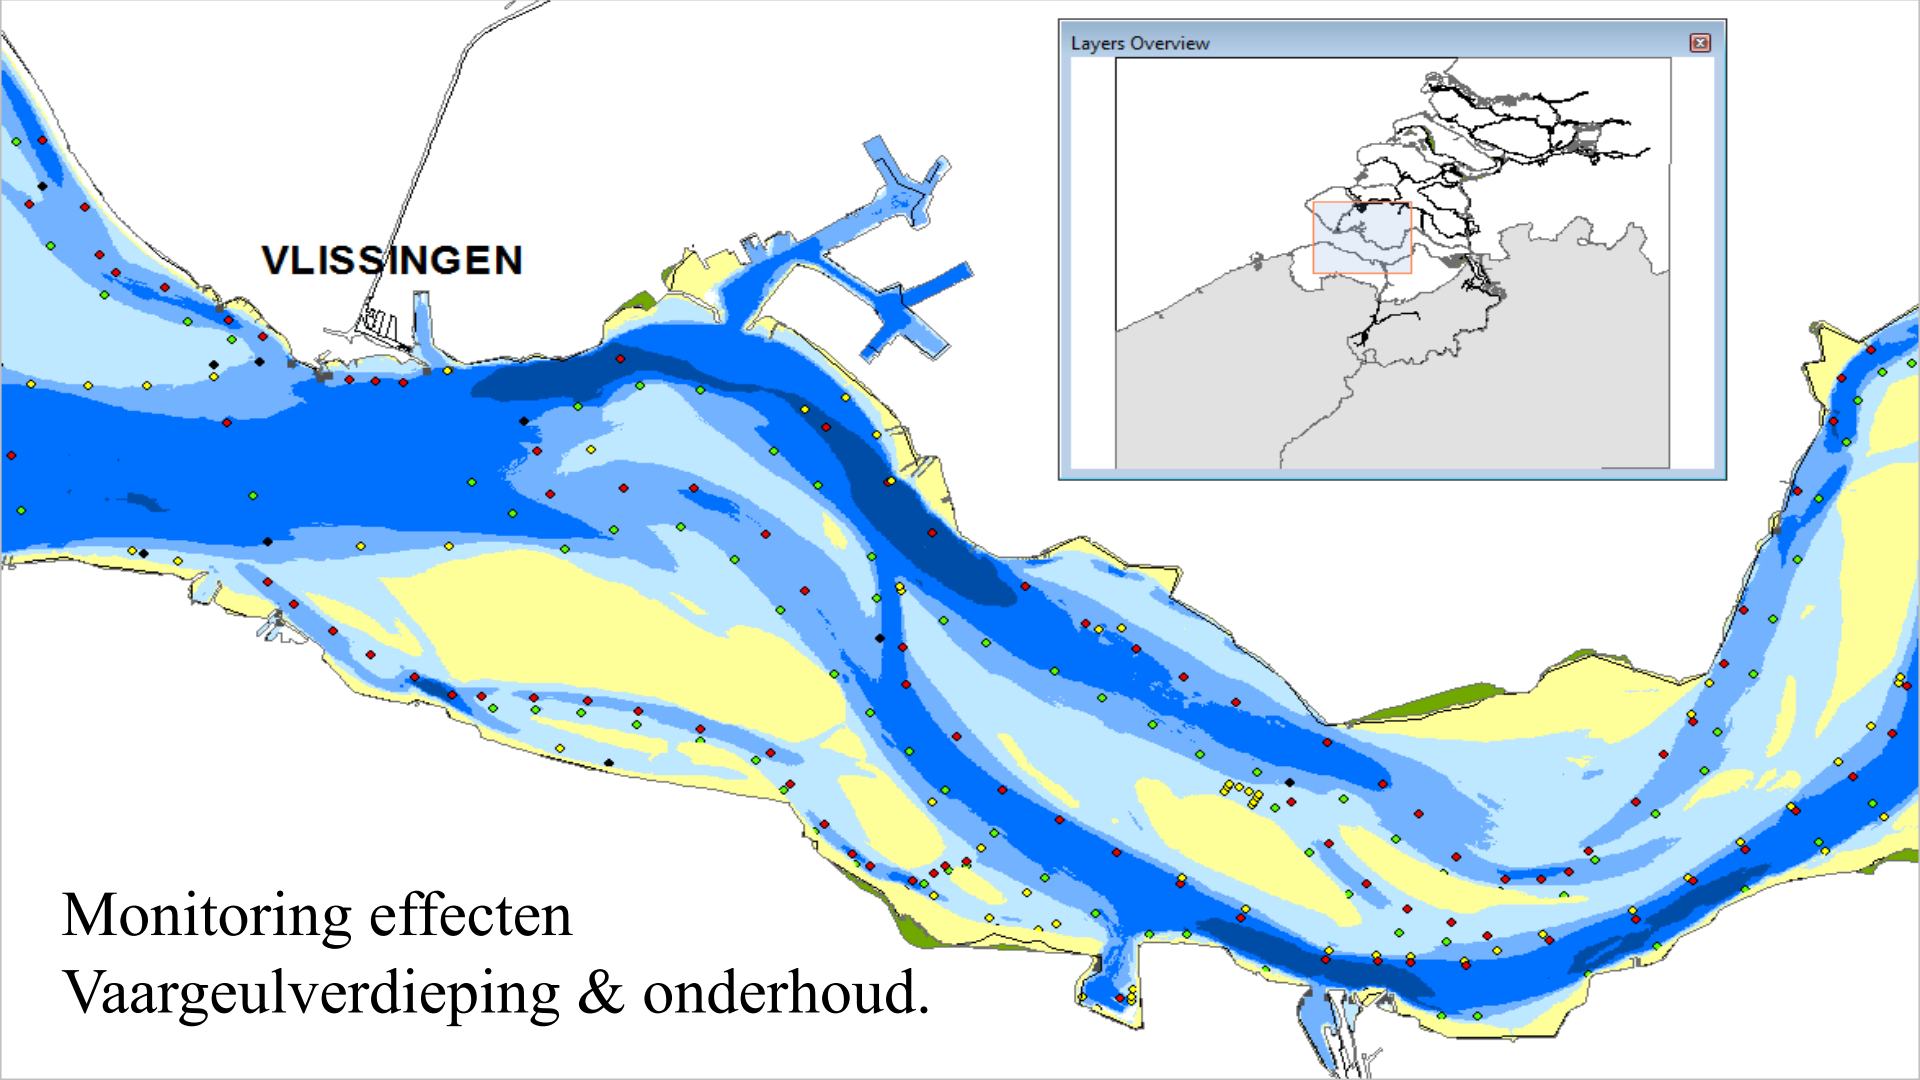 Layers Overview
VLISSINGEN
Monitoring effecten
Vaargeulverdieping & onderhoud.